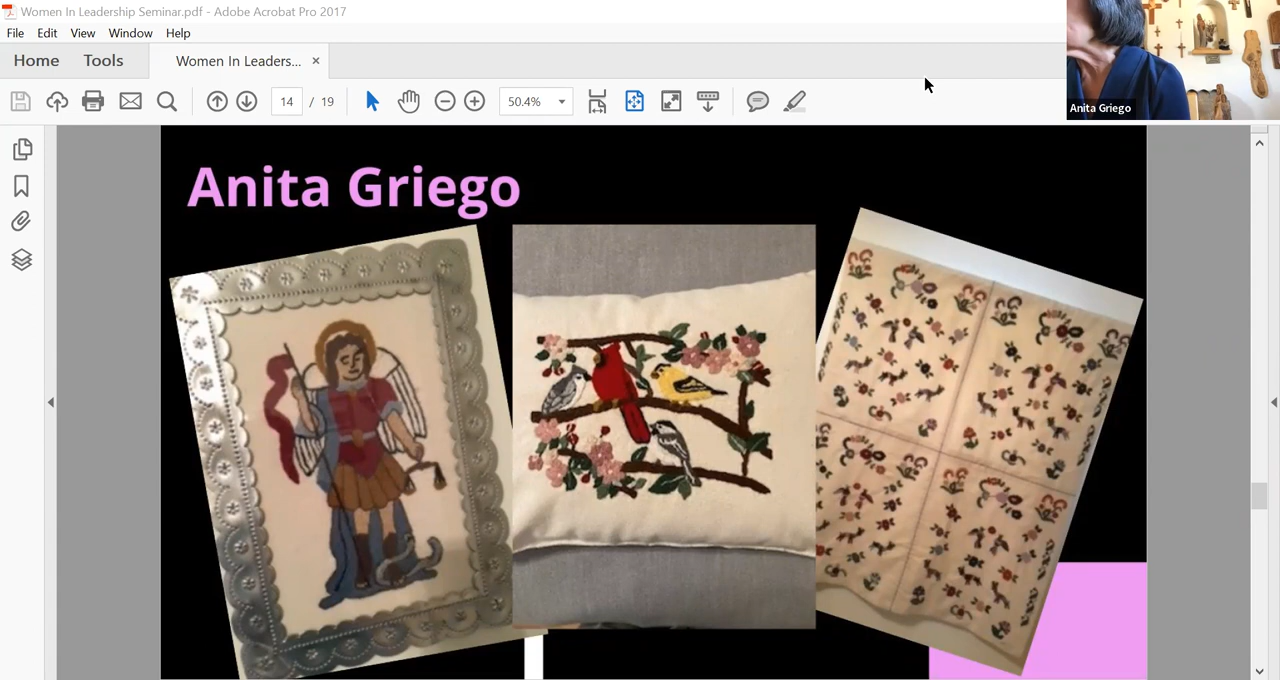 Women In Leadership Seminar.pdf - Adobe Acrobat Pro 2017
File Edit View Window Help
Home Tools Women In Leaders... ×
14 / 19 50.4%
Anita Griego
Anita Griego